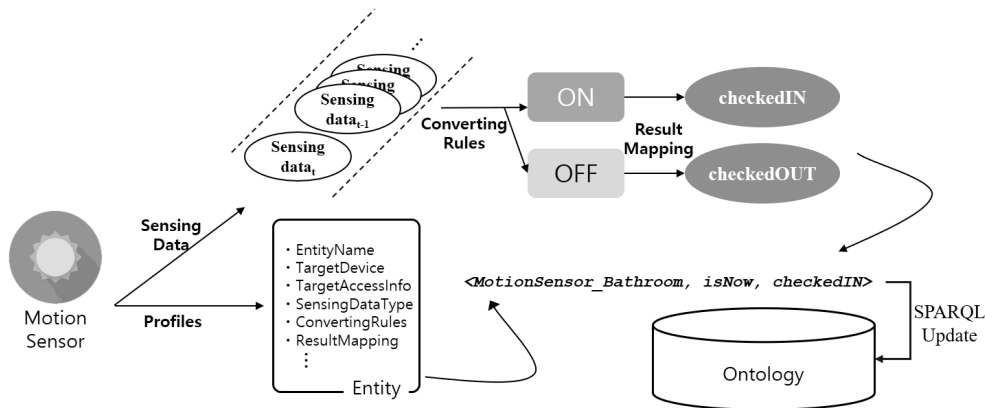 ...
Sensing
Sensing
Sensing
data t-1
Sensing
data t
Converting
Rules
ON
OFF
Result
Mapping
checkedIN
checkedOUT
Motion
Sensor
Sensing
Data
Profiles
· EntityName
· TargetDevice
· TargetAccessInfo
· SensingDataType
· ConvertingRules
· ResultMapping
⋮
Entity
<MotionSensor_Bathroom, isNow, checkedIN>
SPARQL
Update
Ontology